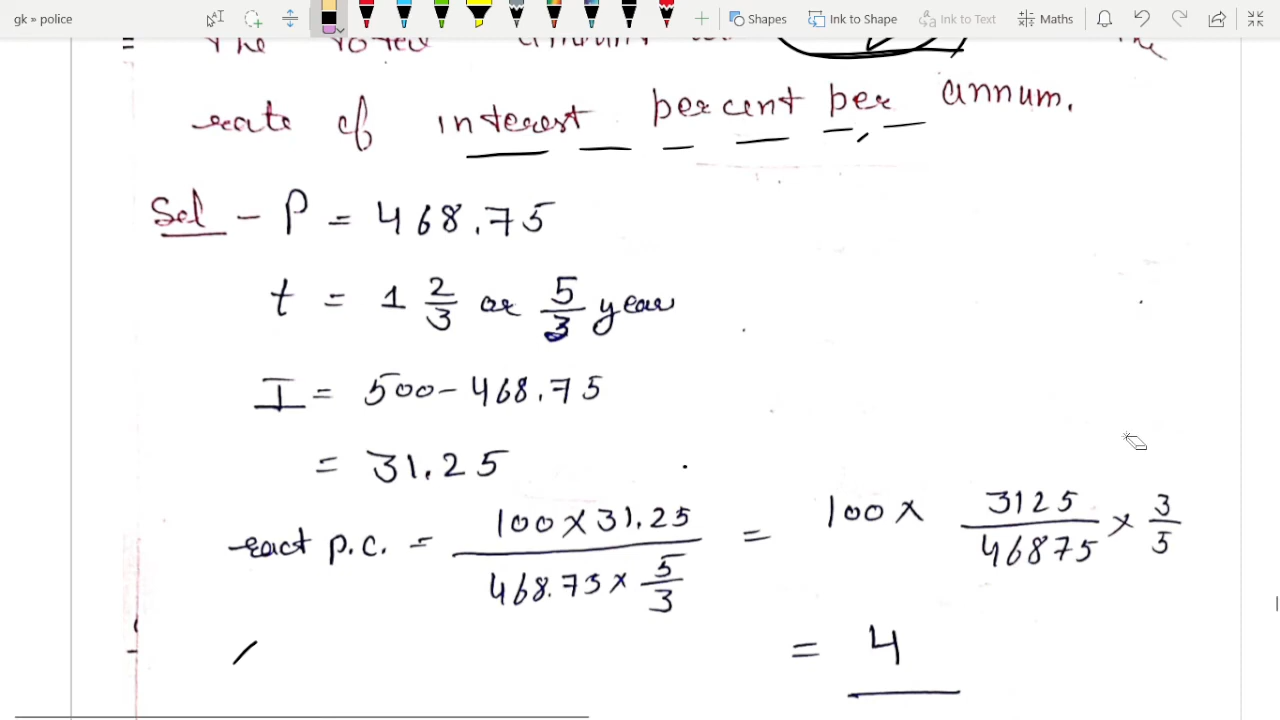 gk » police
Shapes Ink to Shape Ink to Text Maths
rate of interest percent per annum.
Sol - P = 468.75
t = 1 2/3 or 5/3 year
I = 500 - 468.75
= 31.25
p.c. = 100 × 31.25 / 468.75 × 5/3 = 100 × 3125/46875 × 3/5
= 4